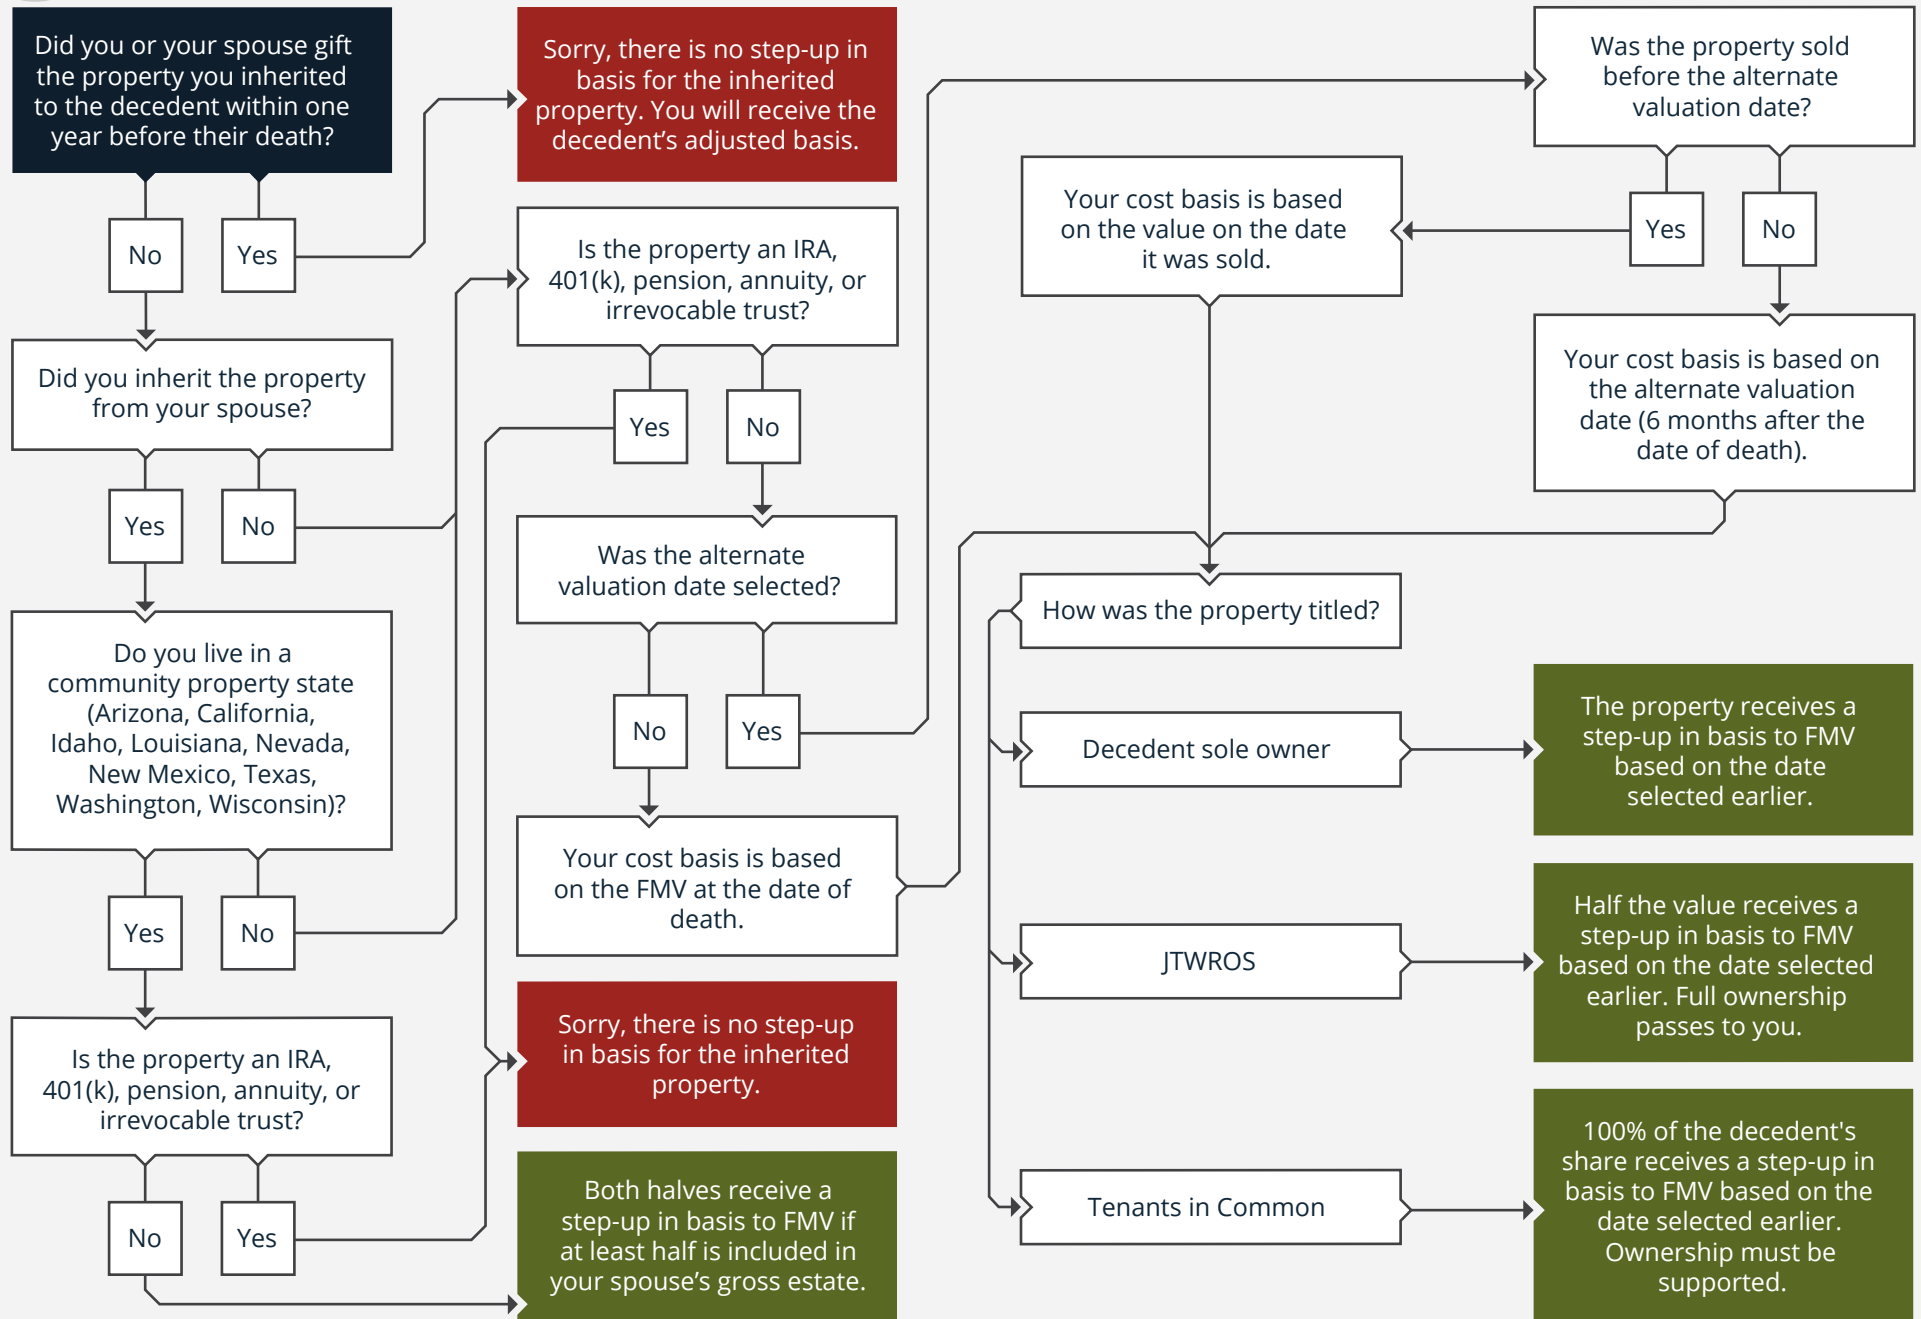 Did you or your spouse gift
the property you inherited
to the decedent within one
year before their death?
No
Yes
Did you inherit the property
from your spouse?
Yes
No
Do you live in a
community property state
(Arizona, California,
Idaho, Louisiana, Nevada,
New Mexico, Texas,
Washington, Wisconsin)?
Yes
No
Is the property an IRA,
401(k), pension, annuity, or
irrevocable trust?
No
Yes
Sorry, there is no step-up in
basis for the inherited
property. You will receive the
decedent’s adjusted basis.
Is the property an IRA,
401(k), pension, annuity, or
irrevocable trust?
Yes
No
Was the alternate
valuation date selected?
No
Yes
Your cost basis is based
on the FMV at the date of
death.
Sorry, there is no step-up
in basis for the inherited
property.
Both halves receive a
step-up in basis to FMV if
at least half is included in
your spouse’s gross estate.
Was the property sold
before the alternate
valuation date?
Yes
No
Your cost basis is based
on the value on the date
it was sold.
Your cost basis is based on
the alternate valuation
date (6 months after the
date of death).
How was the property titled?
Decedent sole owner
The property receives a
step-up in basis to FMV
based on the date
selected earlier.
JTWROS
Half the value receives a
step-up in basis to FMV
based on the date selected
earlier. Full ownership
passes to you.
Tenants in Common
100% of the decedent's
share receives a step-up in
basis to FMV based on the
date selected earlier.
Ownership must be
supported.